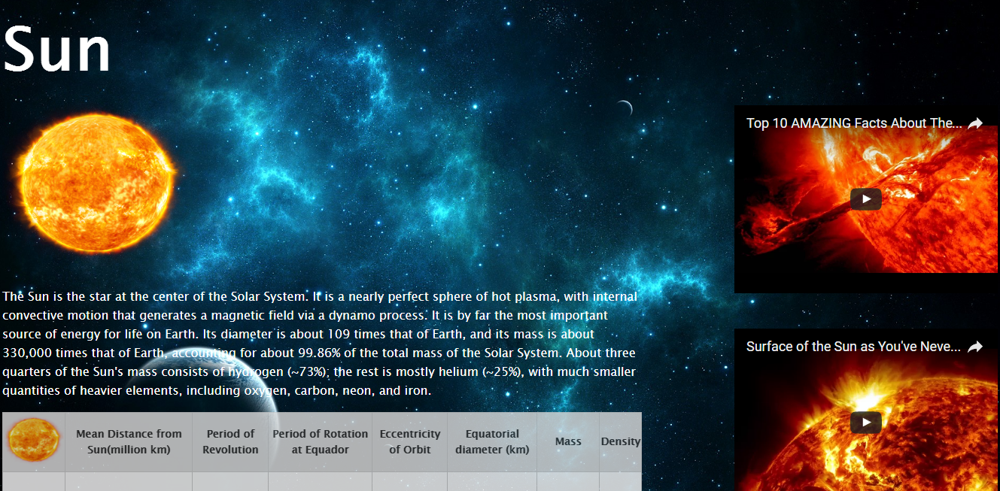 Sun
Top 10 AMAZING Facts About The...
The Sun is the star at the center of the Solar System. It is a nearly perfect sphere of hot plasma, with internal
convective motion that generates a magnetic field via a dynamo process. It is by far the most important
source of energy for life on Earth. Its diameter is about 109 times that of Earth, and its mass is about
330,000 times that of Earth, accounting for about 99.86% of the total mass of the Solar System. About three
quarters of the Sun's mass consists of hydrogen (~73%); the rest is mostly helium (~25%), with much smaller
quantities of heavier elements, including oxygen, carbon, neon, and iron.
Surface of the Sun as You've Neve...
Mean Distance from
Sun(million km)
Period of
Revolution
Period of Rotation
at Equador
Eccentricity
of Orbit
Equatorial
diameter (km)
Mass
Density